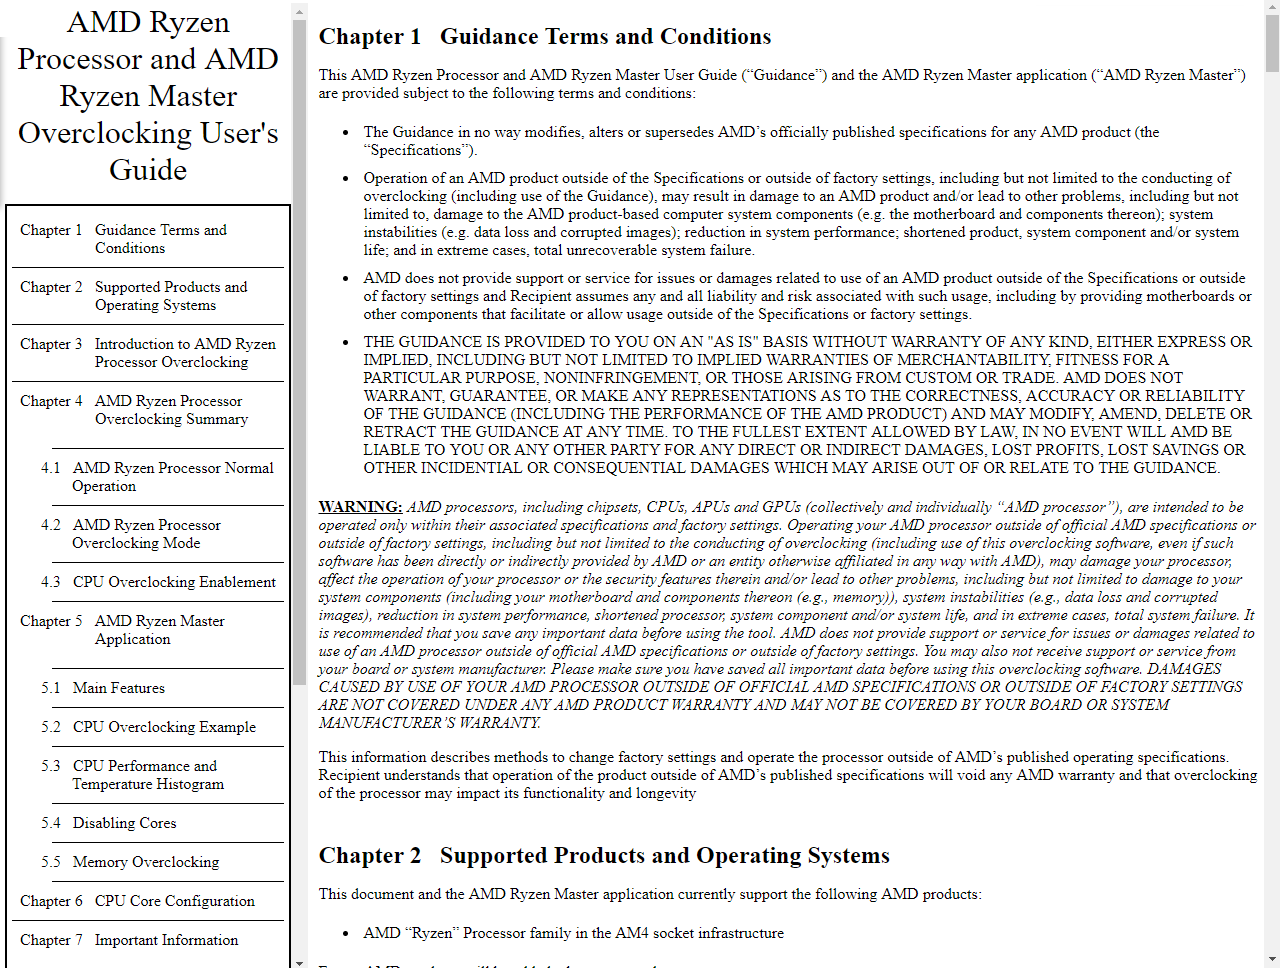 AMD Ryzen
Processor and AMD
Ryzen Master
Overclocking User's
Guide
Chapter 1 Guidance Terms and
Conditions
Chapter 2 Supported Products and
Operating Systems
Chapter 3 Introduction to AMD Ryzen
Processor Overclocking
Chapter 4 AMD Ryzen Processor
Overclocking Summary
4.1 AMD Ryzen Processor Normal
Operation
4.2 AMD Ryzen Processor
Overclocking Mode
4.3 CPU Overclocking Enablement
Chapter 5 AMD Ryzen Master
Application
5.1 Main Features
5.2 CPU Overclocking Example
5.3 CPU Performance and
Temperature Histogram
5.4 Disabling Cores
5.5 Memory Overclocking
Chapter 6 CPU Core Configuration
Chapter 7 Important Information
Chapter 1 Guidance Terms and Conditions
This AMD Ryzen Processor and AMD Ryzen Master User Guide (“Guidance”) and the AMD Ryzen Master application (“AMD Ryzen Master”)
are provided subject to the following terms and conditions:
• The Guidance in no way modifies, alters or supersedes AMD’s officially published specifications for any AMD product (the
“Specifications”).
• Operation of an AMD product outside of the Specifications or outside of factory settings, including but not limited to the conducting of
overclocking (including use of the Guidance), may result in damage to an AMD product and/or lead to other problems, including but not
limited to, damage to the AMD product-based computer system components (e.g. the motherboard and components thereon); system
instabilities (e.g. data loss and corrupted images); reduction in system performance; shortened product, system component and/or system
life; and in extreme cases, total unrecoverable system failure.
• AMD does not provide support or service for issues or damages related to use of an AMD product outside of the Specifications or outside
of factory settings and Recipient assumes any and all liability and risk associated with such usage, including by providing motherboards or
other components that facilitate or allow usage outside of the Specifications or factory settings.
• THE GUIDANCE IS PROVIDED TO YOU ON AN "AS IS" BASIS WITHOUT WARRANTY OF ANY KIND, EITHER EXPRESS OR
IMPLIED, INCLUDING BUT NOT LIMITED TO IMPLIED WARRANTIES OF MERCHANTABILITY, FITNESS FOR A
PARTICULAR PURPOSE, NONINFRINGEMENT, OR THOSE ARISING FROM CUSTOM OR TRADE. AMD DOES NOT
WARRANT, GUARANTEE, OR MAKE ANY REPRESENTATIONS AS TO THE CORRECTNESS, ACCURACY OR RELIABILITY
OF THE GUIDANCE (INCLUDING THE PERFORMANCE OF THE AMD PRODUCT) AND MAY MODIFY, AMEND, DELETE OR
RETRACT THE GUIDANCE AT ANY TIME. TO THE FULLEST EXTENT ALLOWED BY LAW, IN NO EVENT WILL AMD BE
LIABLE TO YOU OR ANY OTHER PARTY FOR ANY DIRECT OR INDIRECT DAMAGES, LOST PROFITS, LOST SAVINGS OR
OTHER INCIDENTIAL OR CONSEQUENTIAL DAMAGES WHICH MAY ARISE OUT OF OR RELATE TO THE GUIDANCE.
WARNING: AMD processors, including chipsets, CPUs, APUs and GPUs (collectively and individually “AMD processor”), are intended to be
operated only within their associated specifications and factory settings. Operating your AMD processor outside of official AMD specifications or
outside of factory settings, including but not limited to the conducting of overclocking (including use of this overclocking software, even if such
software has been directly or indirectly provided by AMD or an entity otherwise affiliated in any way with AMD), may damage your processor,
affect the operation of your processor or the security features therein and/or lead to other problems, including but not limited to damage to your
system components (including your motherboard and components thereon (e.g., memory)), system instabilities (e.g., data loss and corrupted
images), reduction in system performance, shortened processor, system component and/or system life, and in extreme cases, total system failure. It
is recommended that you save any important data before using the tool. AMD does not provide support or service for issues or damages related to
use of an AMD processor outside of official AMD specifications or outside of factory settings. You may also not receive support or service from
your board or system manufacturer. Please make sure you have saved all important data before using this overclocking software. DAMAGES
CAUSED BY USE OF YOUR AMD PROCESSOR OUTSIDE OF OFFICIAL AMD SPECIFICATIONS OR OUTSIDE OF FACTORY SETTINGS
ARE NOT COVERED UNDER ANY AMD PRODUCT WARRANTY AND MAY NOT BE COVERED BY YOUR BOARD OR SYSTEM
MANUFACTURER’S WARRANTY.
This information describes methods to change factory settings and operate the processor outside of AMD’s published operating specifications.
Recipient understands that operation of the product outside of AMD’s published specifications will void any AMD warranty and that overclocking
of the processor may impact its functionality and longevity
Chapter 2 Supported Products and Operating Systems
This document and the AMD Ryzen Master application currently support the following AMD products:
• AMD “Ryzen” Processor family in the AM4 socket infrastructure